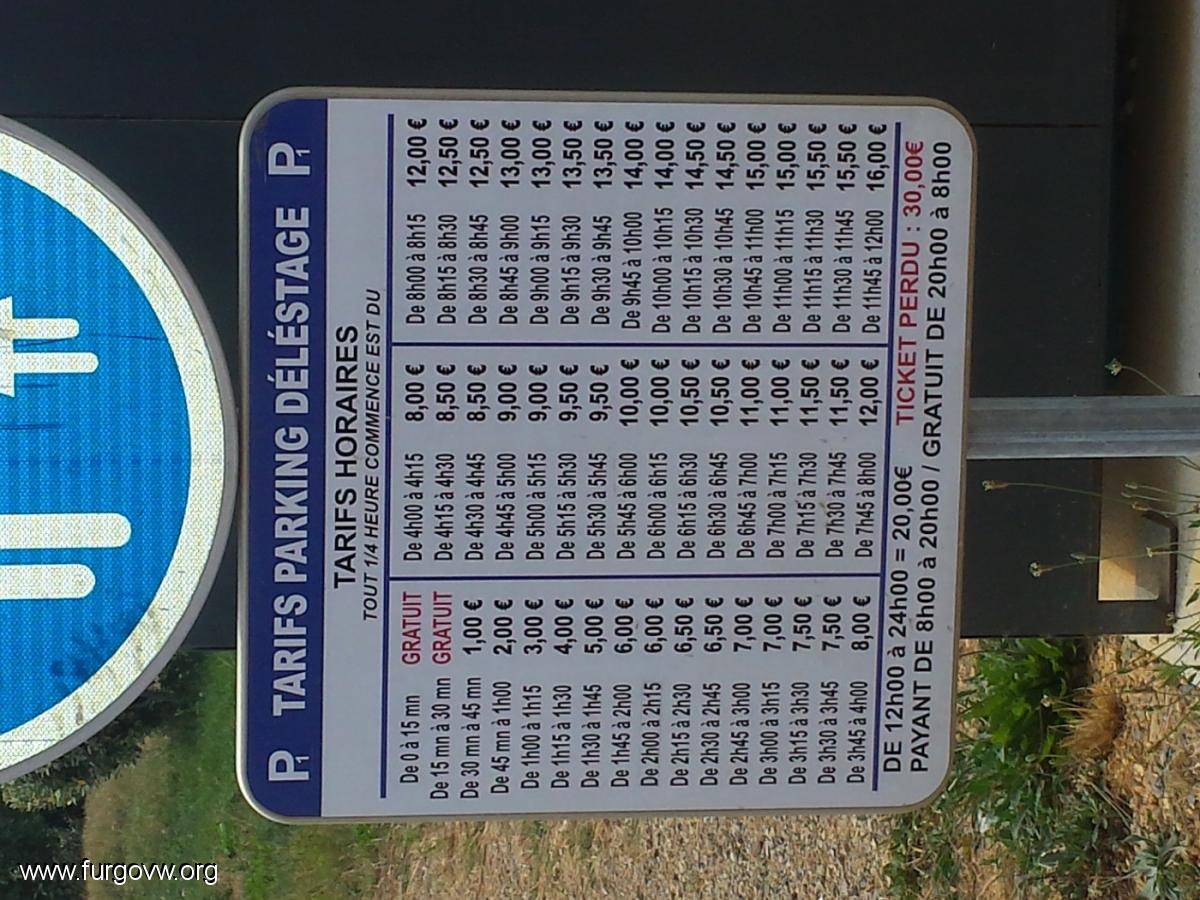 P1 TARIFS PARKING DÉLÉSTAGE P1
TARIFS HORAIRES
TOUT 1/4 HEURE COMMENCE EST DU
De 0 à 15 mn GRATUIT
De 15 mn à 30 mn GRATUIT
De 30 mn à 45 mn 1,00 €
De 45 mn à 1h00 2,00 €
De 1h00 à 1h15 3,00 €
De 1h15 à 1h30 4,00 €
De 1h30 à 1h45 5,00 €
De 1h45 à 2h00 6,00 €
De 2h00 à 2h15 6,00 €
De 2h15 à 2h30 6,50 €
De 2h30 à 2h45 6,50 €
De 2h45 à 3h00 7,00 €
De 3h00 à 3h15 7,00 €
De 3h15 à 3h30 7,50 €
De 3h30 à 3h45 7,50 €
De 3h45 à 4h00 8,00 €
De 4h00 à 4h15 8,00 €
De 4h15 à 4h30 8,50 €
De 4h30 à 4h45 8,50 €
De 4h45 à 5h00 9,00 €
De 5h00 à 5h15 9,00 €
De 5h15 à 5h30 9,50 €
De 5h30 à 5h45 9,50 €
De 5h45 à 6h00 10,00 €
De 6h00 à 6h15 10,00 €
De 6h15 à 6h30 10,50 €
De 6h30 à 6h45 10,50 €
De 6h45 à 7h00 11,00 €
De 7h00 à 7h15 11,00 €
De 7h15 à 7h30 11,50 €
De 7h30 à 7h45 11,50 €
De 7h45 à 8h00 12,00 €
De 8h00 à 8h15 12,00 €
De 8h15 à 8h30 12,50 €
De 8h30 à 8h45 12,50 €
De 8h45 à 9h00 13,00 €
De 9h00 à 9h15 13,00 €
De 9h15 à 9h30 13,50 €
De 9h30 à 9h45 13,50 €
De 9h45 à 10h00 14,00 €
De 10h00 à 10h15 14,00 €
De 10h15 à 10h30 14,50 €
De 10h30 à 10h45 14,50 €
De 10h45 à 11h00 15,00 €
De 11h00 à 11h15 15,00 €
De 11h15 à 11h30 15,50 €
De 11h30 à 11h45 15,50 €
De 11h45 à 12h00 16,00 €
DE 12h00 à 24h00 = 20,00€ TICKET PERDU : 30,00€
PAYANT DE 8h00 à 20h00 / GRATUIT DE 20h00 à 8h00
www.furgovw.org